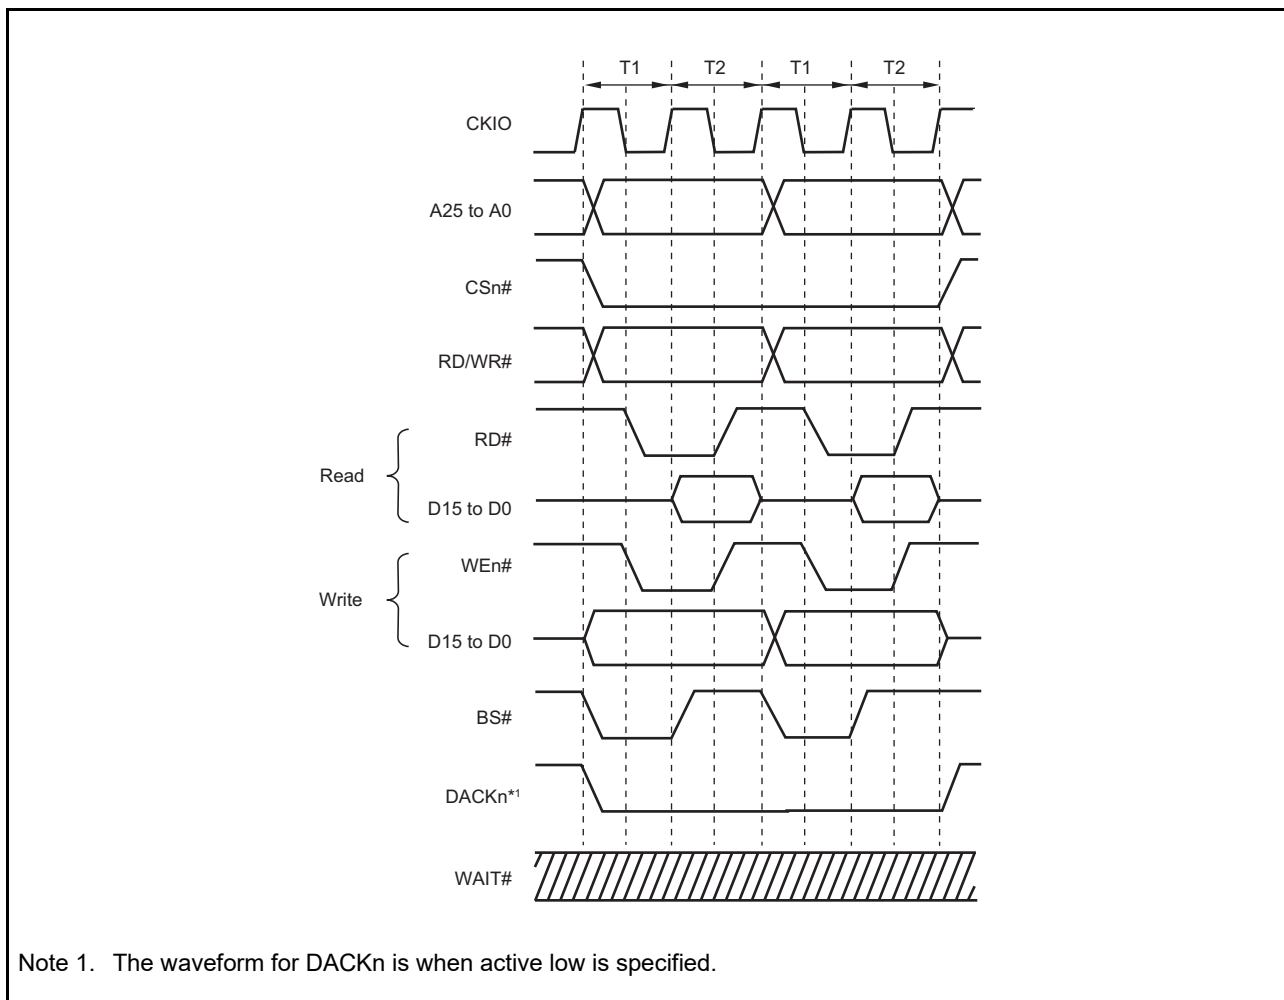 T1 T2 T1 T2
CKIO
A25 to A0
CSn#
RD/WR#
RD#
Read
D15 to D0
WEn#
Write
D15 to D0
BS#
DACKn*1
WAIT#
Note 1. The waveform for DACKn is when active low is specified.